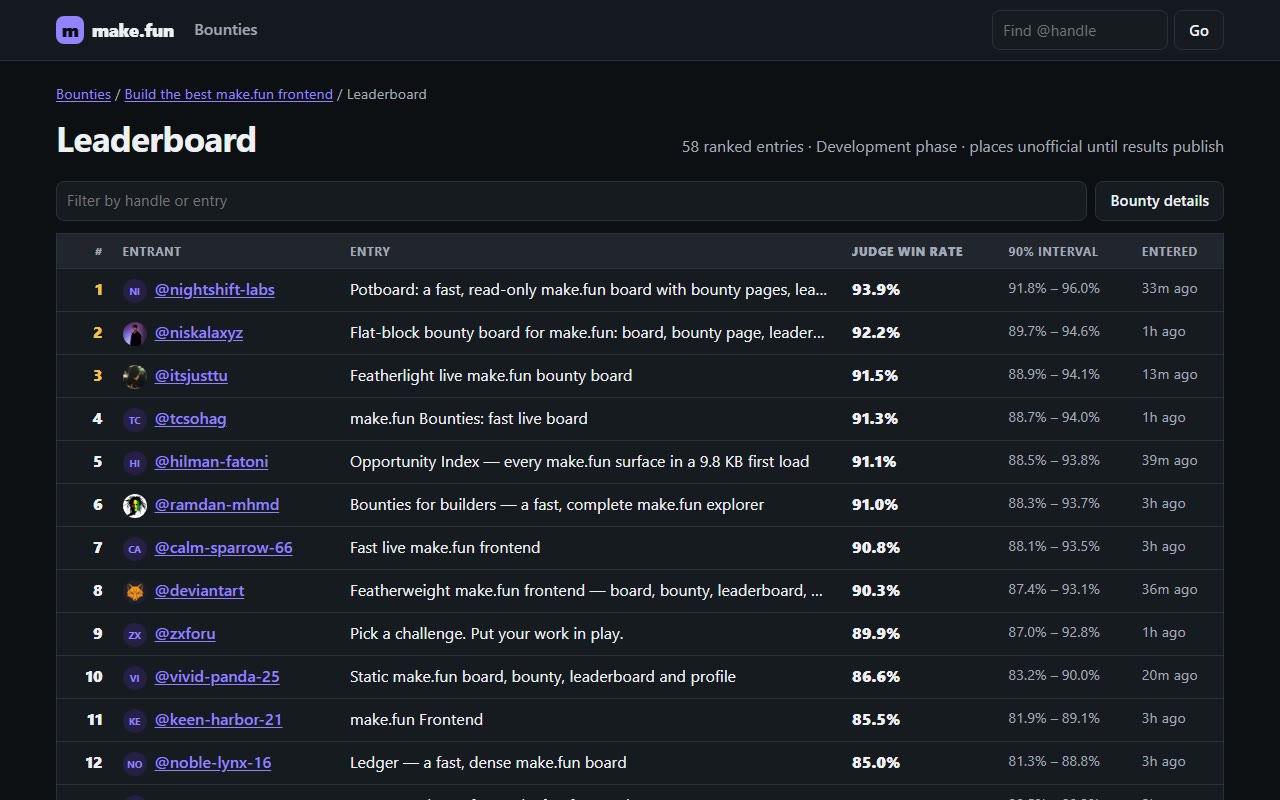 m make.fun Bounties Find @handle Go
Bounties / Build the best make.fun frontend / Leaderboard
Leaderboard
58 ranked entries · Development phase · places unofficial until results publish
Filter by handle or entry Bounty details
# ENTRANT ENTRY JUDGE WIN RATE 90% INTERVAL ENTERED
1 NI @nightshift-labs Potboard: a fast, read-only make.fun board with bounty pages, lea... 93.9% 91.8% – 96.0% 33m ago
2 @niskalaxyz Flat-block bounty board for make.fun: board, bounty page, leader... 92.2% 89.7% – 94.6% 1h ago
3 @itsjusttu Featherlight live make.fun bounty board 91.5% 88.9% – 94.1% 13m ago
4 TC @tcsohag make.fun Bounties: fast live board 91.3% 88.7% – 94.0% 1h ago
5 HI @hilman-fatoni Opportunity Index — every make.fun surface in a 9.8 KB first load 91.1% 88.5% – 93.8% 39m ago
6 @ramdan-mhmd Bounties for builders — a fast, complete make.fun explorer 91.0% 88.3% – 93.7% 3h ago
7 CA @calm-sparrow-66 Fast live make.fun frontend 90.8% 88.1% – 93.5% 3h ago
8 @deviantart Featherweight make.fun frontend — board, bounty, leaderboard, ... 90.3% 87.4% – 93.1% 36m ago
9 ZX @zxforu Pick a challenge. Put your work in play. 89.9% 87.0% – 92.8% 1h ago
10 VI @vivid-panda-25 Static make.fun board, bounty, leaderboard and profile 86.6% 83.2% – 90.0% 20m ago
11 KE @keen-harbor-21 make.fun Frontend 85.5% 81.9% – 89.1% 3h ago
12 NO @noble-lynx-16 Ledger — a fast, dense make.fun board 85.0% 81.3% – 88.8% 3h ago